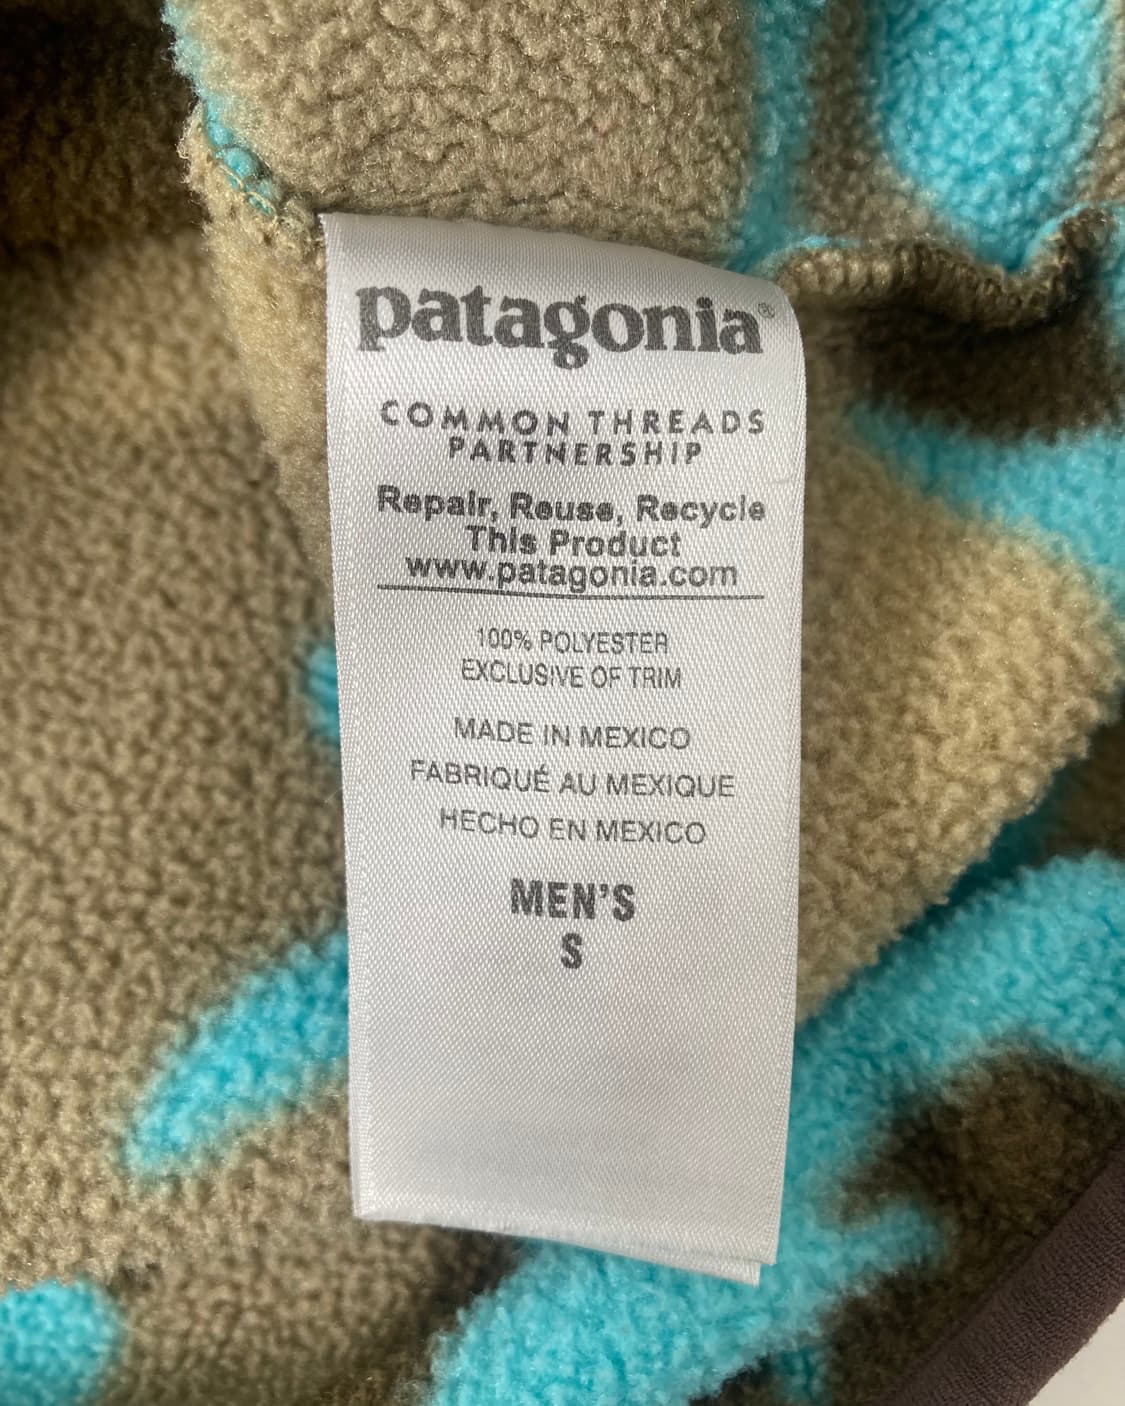 patagonia®
COMMON THREADS
PARTNERSHIP
Repair, Reuse, Recycle
This Product
www.patagonia.com
100% POLYESTER
EXCLUSIVE OF TRIM
MADE IN MEXICO
FABRIQUÉ AU MEXIQUE
HECHO EN MEXICO
MEN'S
S